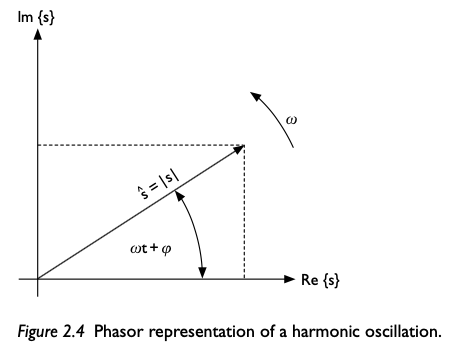 Im {s}
ω
ŝ = |s|
ωt + φ
Re {s}
Figure 2.4 Phasor representation of a harmonic oscillation.